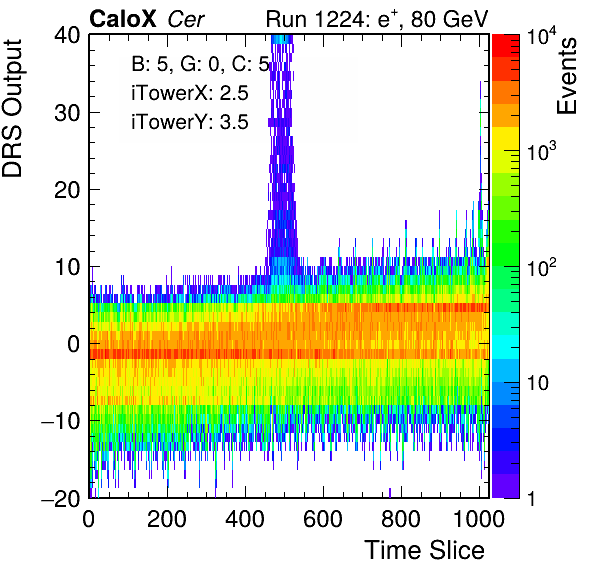 CaloX Cer Run 1224: e+, 80 GeV
B: 5, G: 0, C: 5
iTowerX: 2.5
iTowerY: 3.5
DRS Output
40
30
20
10
0
−10
−20
0 200 400 600 800 1000
Time Slice
Events
10^4
10^3
10^2
10
1